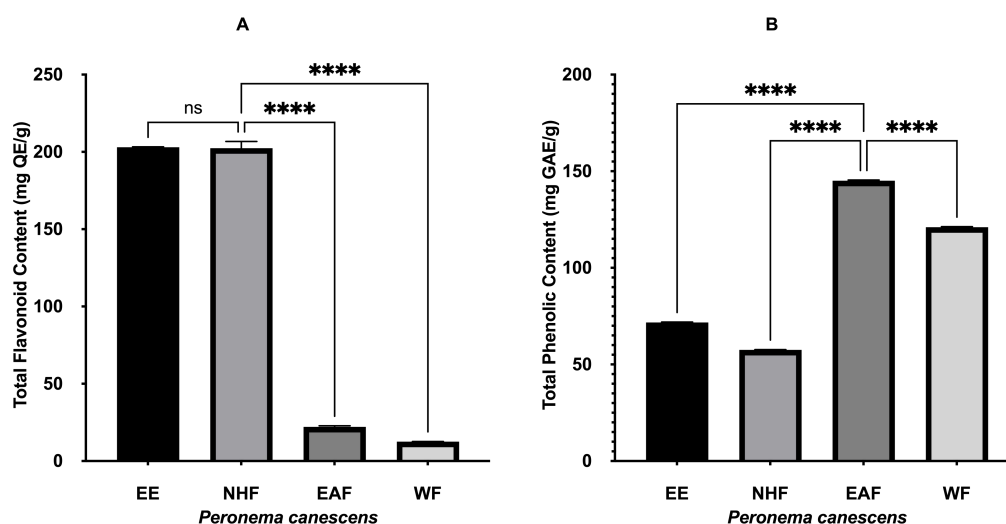 A
Total Flavonoid Content (mg QE/g)
250
200
150
100
50
0
ns
****
****
EE NHF EAF WF
Peronema canescens
B
Total Phenolic Content (mg GAE/g)
200
150
100
50
0
****
**** ****
EE NHF EAF WF
Peronema canescens